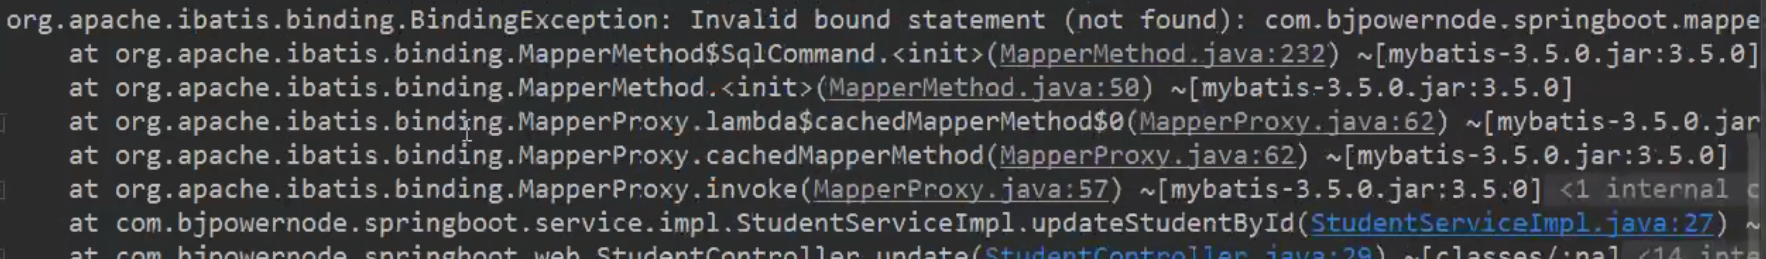 org.apache.ibatis.binding.BindingException: Invalid bound statement (not found): com.bjpowernode.springboot.mappe
at org.apache.ibatis.binding.MapperMethod$SqlCommand.<init>(MapperMethod.java:232) ~[mybatis-3.5.0.jar:3.5.0]
at org.apache.ibatis.binding.MapperMethod.<init>(MapperMethod.java:50) ~[mybatis-3.5.0.jar:3.5.0]
at org.apache.ibatis.binding.MapperProxy.lambda$cachedMapperMethod$0(MapperProxy.java:62) ~[mybatis-3.5.0.jar
at org.apache.ibatis.binding.MapperProxy.cachedMapperMethod(MapperProxy.java:62) ~[mybatis-3.5.0.jar:3.5.0]
at org.apache.ibatis.binding.MapperProxy.invoke(MapperProxy.java:57) ~[mybatis-3.5.0.jar:3.5.0] <1 internal c
at com.bjpowernode.springboot.service.impl.StudentServiceImpl.updateStudentById(StudentServiceImpl.java:27) ~
at com.bjpowernode.springboot.web.StudentController.update(StudentController.java:29) ~[classes/:na] <14 inte